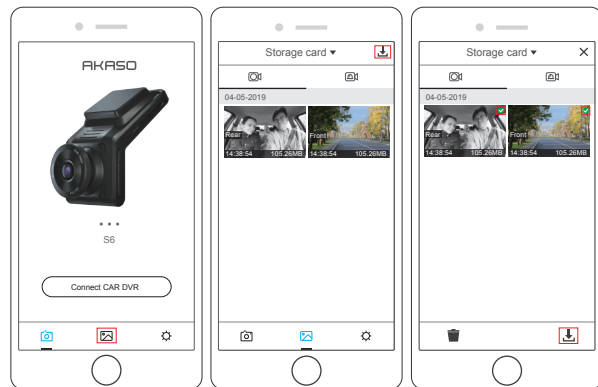 AKASO
S6
Connect CAR DVR
Storage card ▼
04-05-2019
Rear
14:38:54 105.26MB
Front
14:38:54 105.26MB
Storage card ▼
04-05-2019
Rear
14:38:54 105.26MB
Front
14:38:54 105.26MB